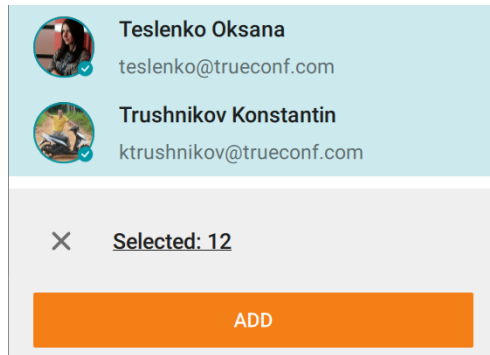 Teslenko Oksana
teslenko@trueconf.com
Trushnikov Konstantin
ktrushnikov@trueconf.com
Selected: 12
ADD